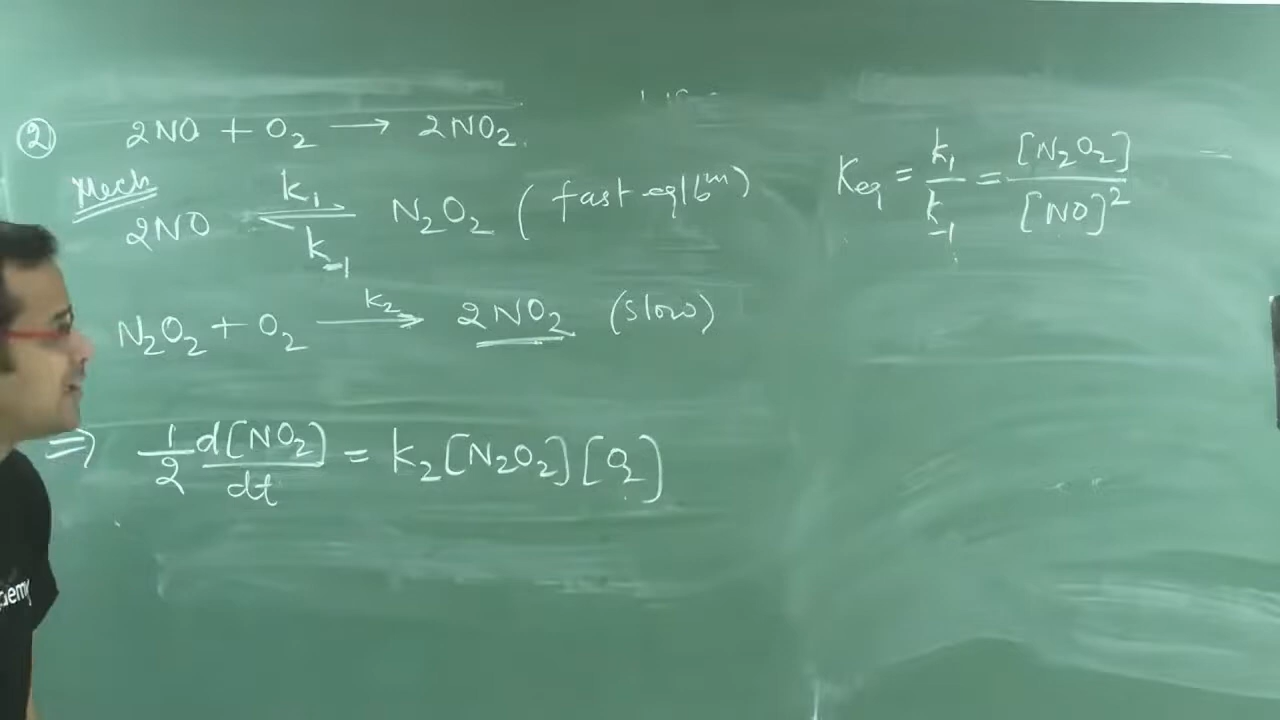 ② 2NO + O₂ ⟶ 2NO₂.
Mech
2NO ⇌ N₂O₂ (fast eqlbᵐ)
k₁
k₋₁
N₂O₂ + O₂ ⟶ 2NO₂ (slow)
k₂
⇒ 1/2 d[NO₂]/dt = k₂[N₂O₂][O₂]
Keq = k₁/k₋₁ = [N₂O₂]/[NO]²